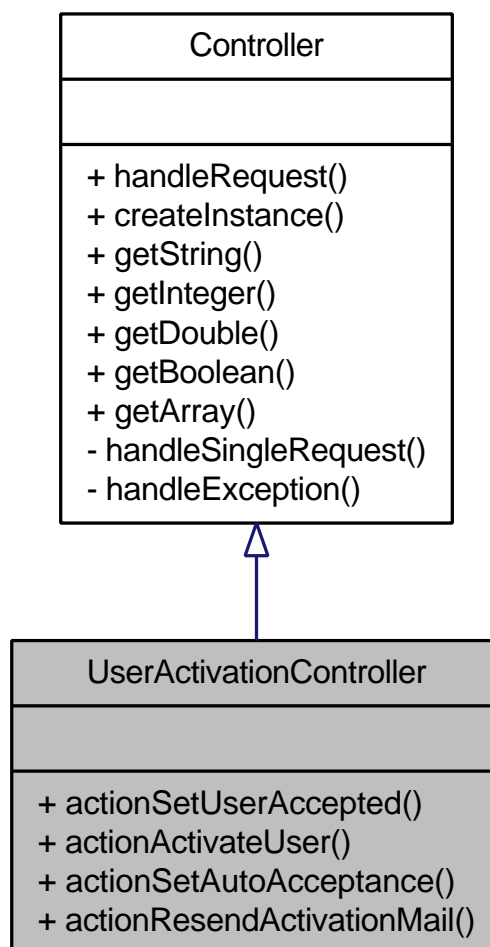 Controller
+ handleRequest()
+ createInstance()
+ getString()
+ getInteger()
+ getDouble()
+ getBoolean()
+ getArray()
- handleSingleRequest()
- handleException()
UserActivationController
+ actionSetUserAccepted()
+ actionActivateUser()
+ actionSetAutoAcceptance()
+ actionResendActivationMail()